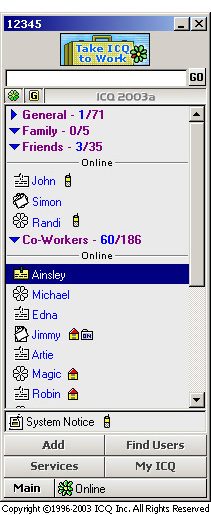 12345
Take ICQ
to Work
GO
G ICQ 2003a
General - 1/71
Family - 0/5
Friends - 3/35
Online
John
Simon
Randi
Co-Workers - 60/186
Online
Ainsley
Michael
Edna
Jimmy
Artie
Magic
Robin
System Notice
Add Find Users
Services My ICQ
Main Online
Copyright ©1996-2003 ICQ Inc. All Rights Reserved